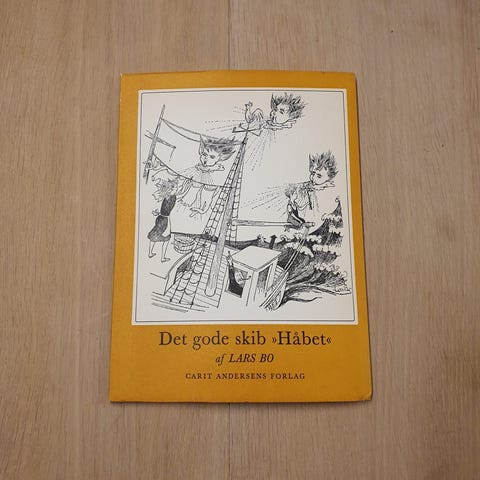 Det gode skib »Håbet«
af LARS BO
CARIT ANDERSENS FORLAG